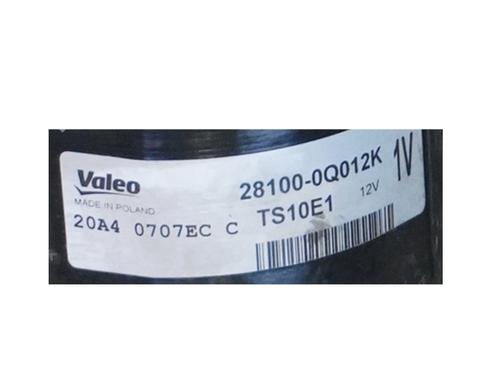 Valeo
MADE IN POLAND
20A4 0707EC C
28100-0Q012K
TS10E1
12V
1V